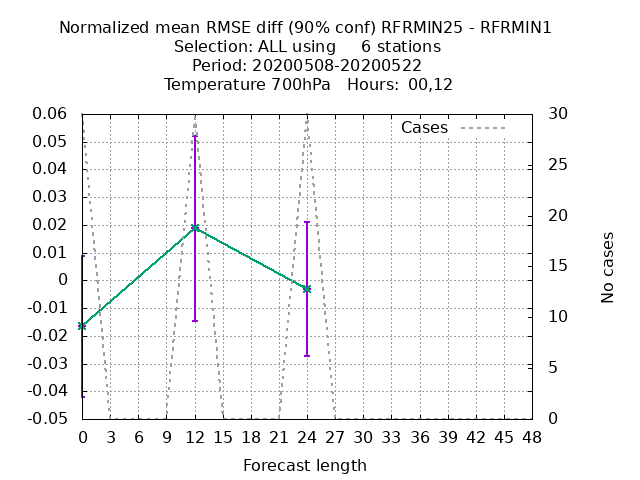 Normalized mean RMSE diff (90% conf) RFRMIN25 - RFRMIN1
Selection: ALL using     6 stations
Period: 20200508-20200522
Temperature 700hPa   Hours: 00,12
Cases
0.06
0.05
0.04
0.03
0.02
0.01
0
-0.01
-0.02
-0.03
-0.04
-0.05
30
25
20
15
10
5
0
No cases
0 3 6 9 12 15 18 21 24 27 30 33 36 39 42 45 48
Forecast length